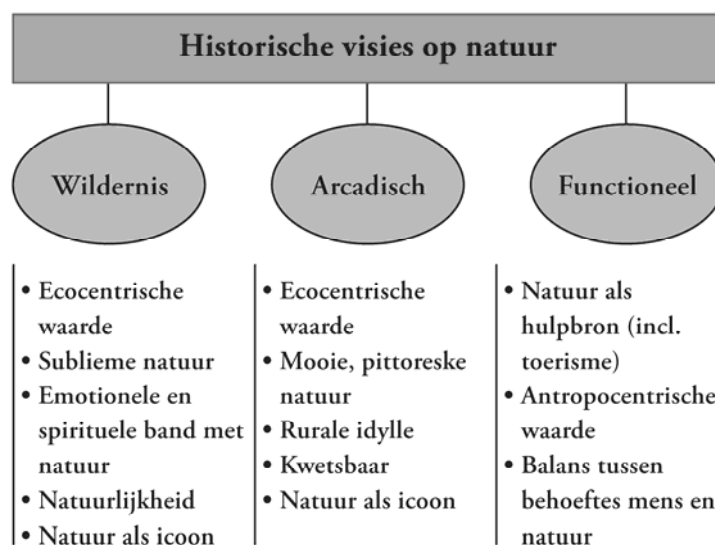 Historische visies op natuur
Wildernis
Arcadisch
Functioneel
• Ecocentrische
waarde
• Sublieme natuur
• Emotionele en
spirituele band met
natuur
• Natuurlijkheid
• Natuur als icoon
• Ecocentrische
waarde
• Mooie, pittoreske
natuur
• Rurale idylle
• Kwetsbaar
• Natuur als icoon
• Natuur als
hulpbron (incl.
toerisme)
• Antropocentrische
waarde
• Balans tussen
behoeftes mens en
natuur